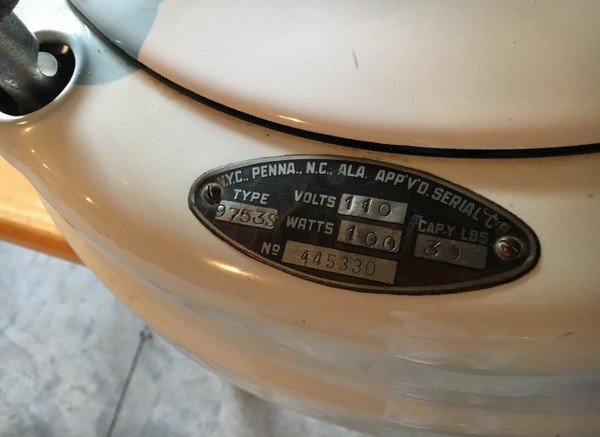 N.Y.C., PENNA., N.C., ALA. APP'V'D. SERIAL
TYPE VOLTS 110
9753S WATTS 100 CAP.Y LBS
30
Nº 445330